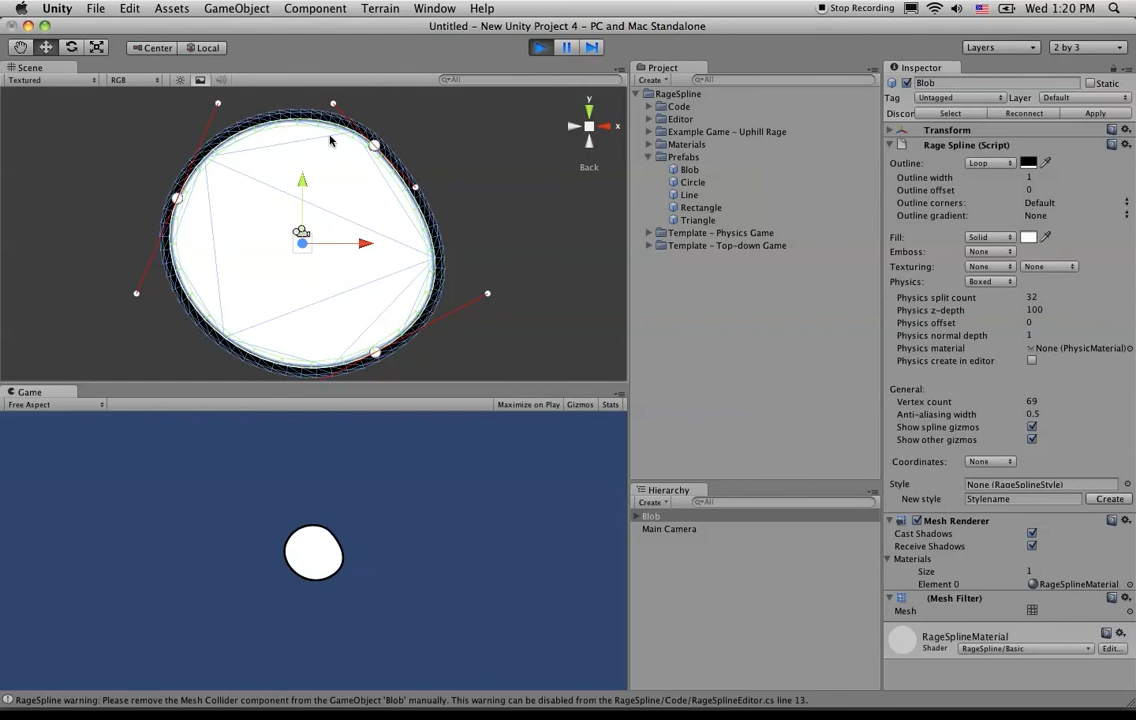 Unity File Edit Assets GameObject Component Terrain Window Help Stop Recording Wed 1:20 PM
Untitled - New Unity Project 4 - PC and Mac Standalone
Center Local Layers 2 by 3
Scene
Textured RGB All
y
x
Back
Game
Free Aspect Maximize on Play Gizmos Stats
Project
Create All
RageSpline
Code
Editor
Example Game - Uphill Rage
Materials
Prefabs
Blob
Circle
Line
Rectangle
Triangle
Template - Physics Game
Template - Top-down Game
Hierarchy
Create All
Blob
Main Camera
Inspector
Blob Static
Tag Untagged Layer Default
Discor Select Reconnect Apply
Transform
Rage Spline (Script)
Outline: Loop
Outline width 1
Outline offset 0
Outline corners: Default
Outline gradient: None
Fill: Solid
Emboss: None
Texturing: None None
Physics: Boxed
Physics split count 32
Physics z-depth 100
Physics offset 0
Physics normal depth 1
Physics material None (PhysicMaterial)
Physics create in editor
General:
Vertex count 69
Anti-aliasing width 0.5
Show spline gizmos
Show other gizmos
Coordinates: None
Style None (RageSplineStyle)
New style Stylename Create
Mesh Renderer
Cast Shadows
Receive Shadows
Materials
Size 1
Element 0 RageSplineMaterial
(Mesh Filter)
Mesh
RageSplineMaterial
Shader RageSpline/Basic Edit...
RageSpline warning: Please remove the Mesh Collider component from the GameObject 'Blob' manually. This warning can be disabled from the RageSpline/Code/RageSplineEditor.cs line 13.